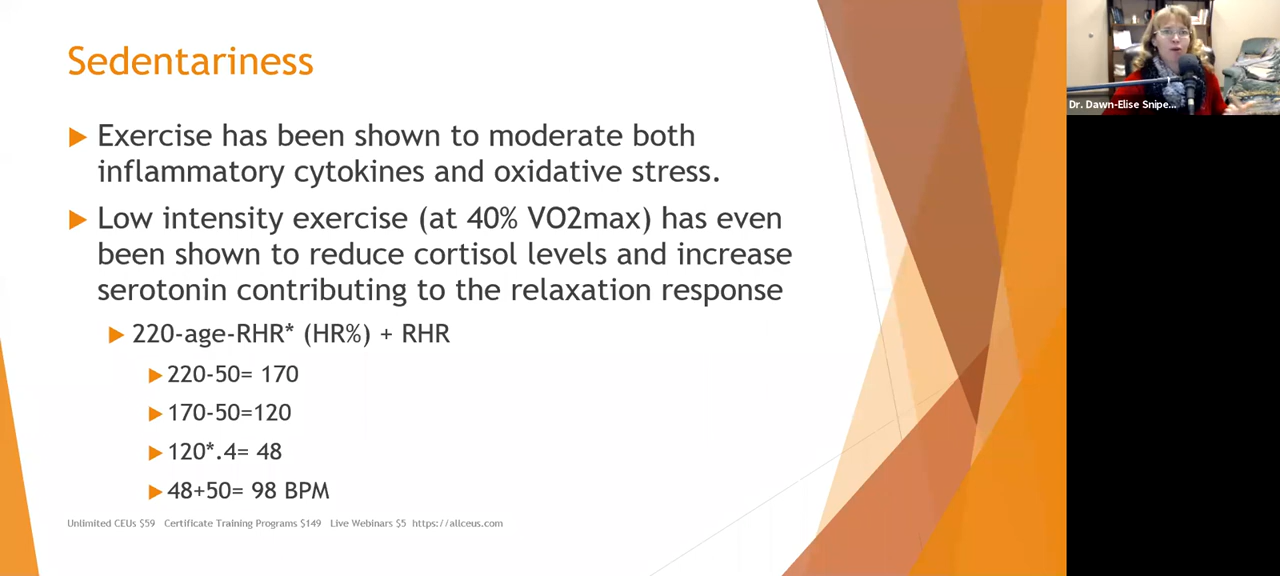 Sedentariness
Exercise has been shown to moderate both
inflammatory cytokines and oxidative stress.
Low intensity exercise (at 40% VO2max) has even
been shown to reduce cortisol levels and increase
serotonin contributing to the relaxation response
220-age-RHR* (HR%) + RHR
220-50= 170
170-50=120
120*.4= 48
48+50= 98 BPM
Unlimited CEUs $59 Certificate Training Programs $149 Live Webinars $5 https://allceus.com
Dr. Dawn-Elise Snipe...